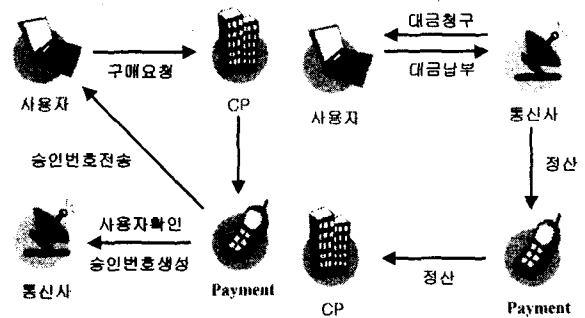 대금청구
구매요청
대금납부
사용자
CP
사용자
통신사
승인번호전송
정산
사용자확인
승인번호생성
정산
통신사
Payment
CP
Payment